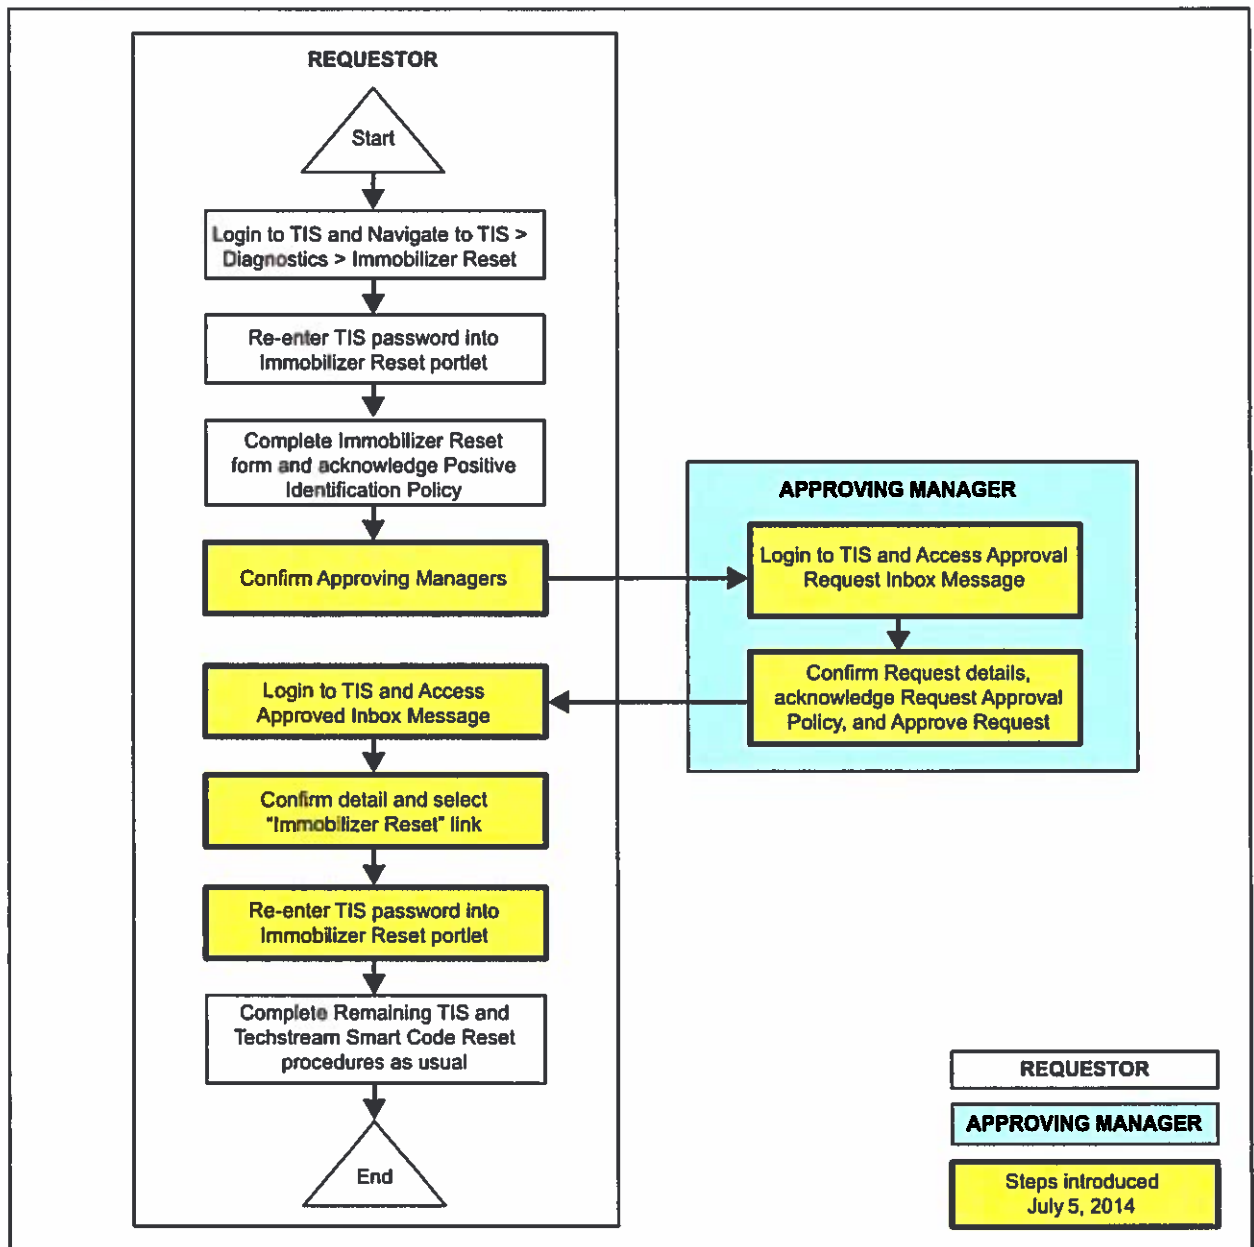 REQUESTOR
Start
Login to TIS and Navigate to TIS >
Diagnostics > Immobilizer Reset
Re-enter TIS password into
Immobilizer Reset portlet
Complete Immobilizer Reset
form and acknowledge Positive
Identification Policy
Confirm Approving Managers
APPROVING MANAGER
Login to TIS and Access Approval
Request Inbox Message
Confirm Request details,
acknowledge Request Approval
Policy, and Approve Request
Login to TIS and Access
Approved Inbox Message
Confirm detail and select
"Immobilizer Reset" link
Re-enter TIS password into
Immobilizer Reset portlet
Complete Remaining TIS and
Techstream Smart Code Reset
procedures as usual
End
REQUESTOR
APPROVING MANAGER
Steps introduced
July 5, 2014